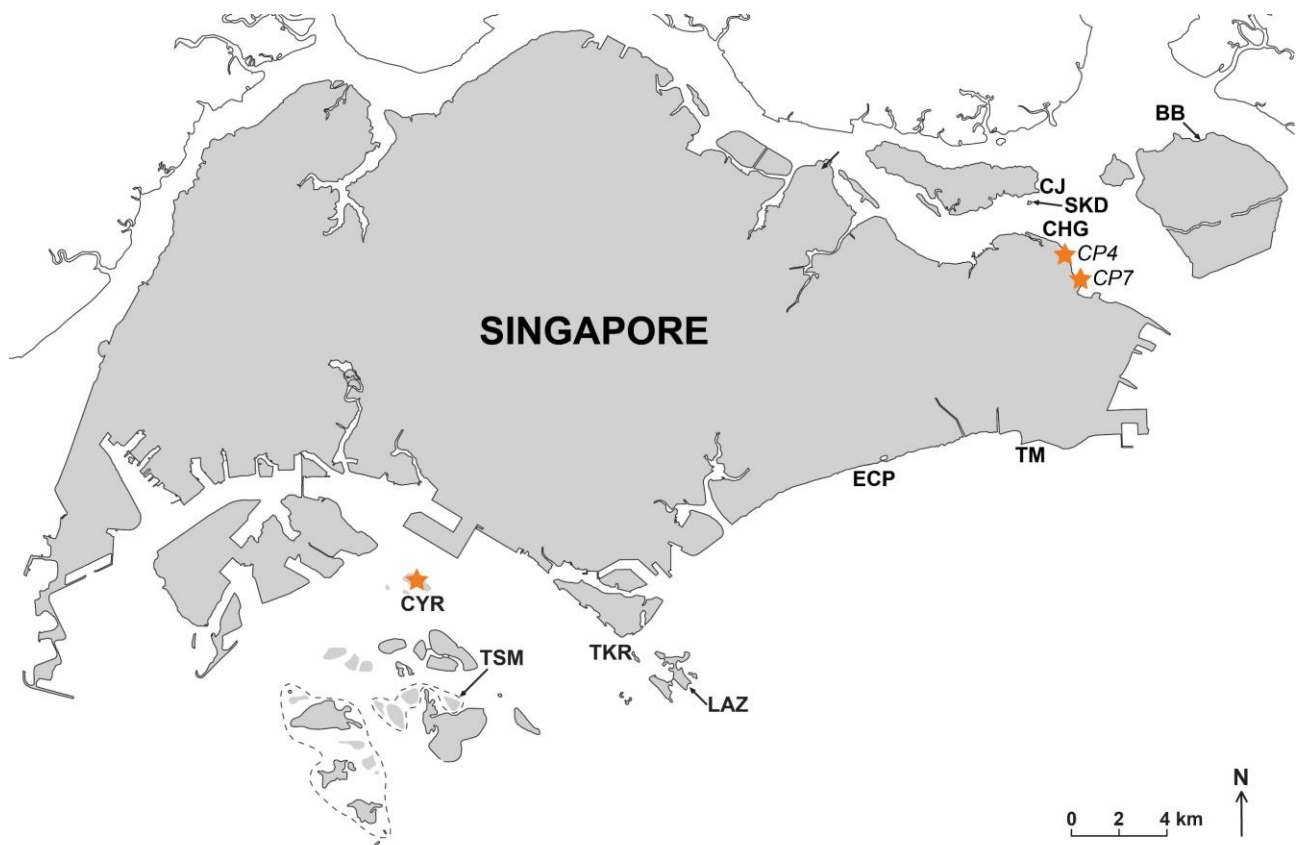 BB
CJ
SKD
CHG
CP4
CP7
SINGAPORE
TM
ECP
CYR
TSM
TKR
LAZ
N
0 2 4 km